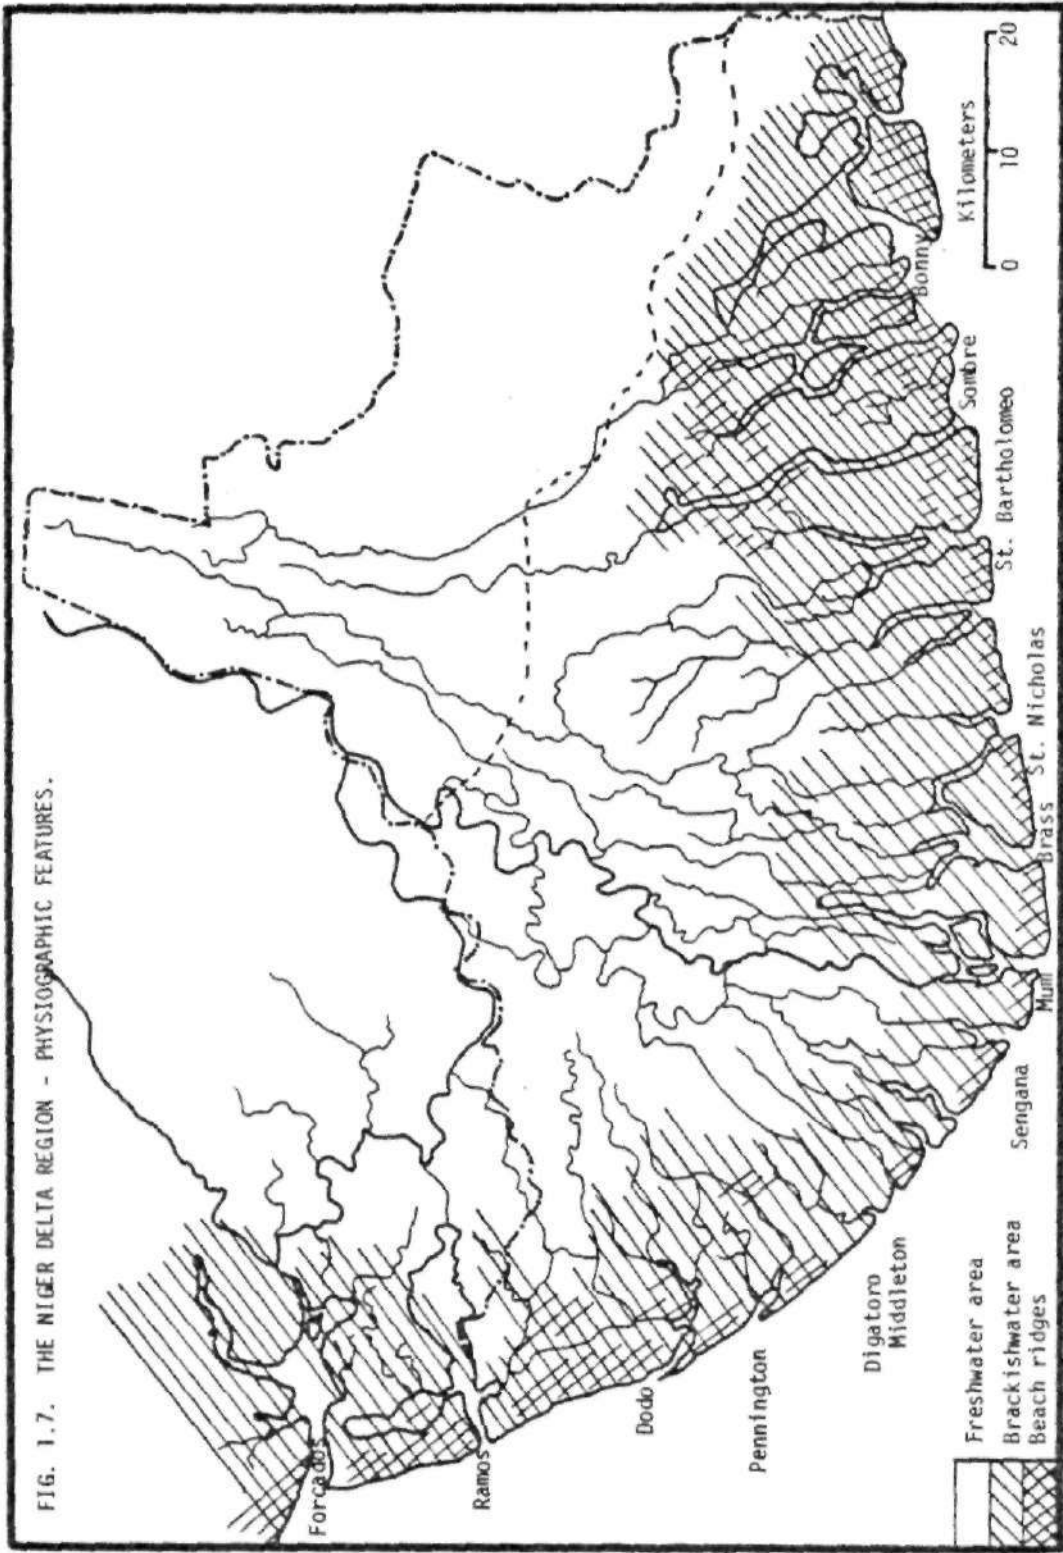 FIG. 1.7. THE NIGER DELTA REGION - PHYSIOGRAPHIC FEATURES.
Forcados
Ramos
Dodo
Pennington
Digatoro
Middleton
Sengana
Mum
Brass
St. Nicholas
St. Bartholomeo
Sombre
Bonny
Kilometers
0 10 20
Freshwater area
Brackishwater area
Beach ridges